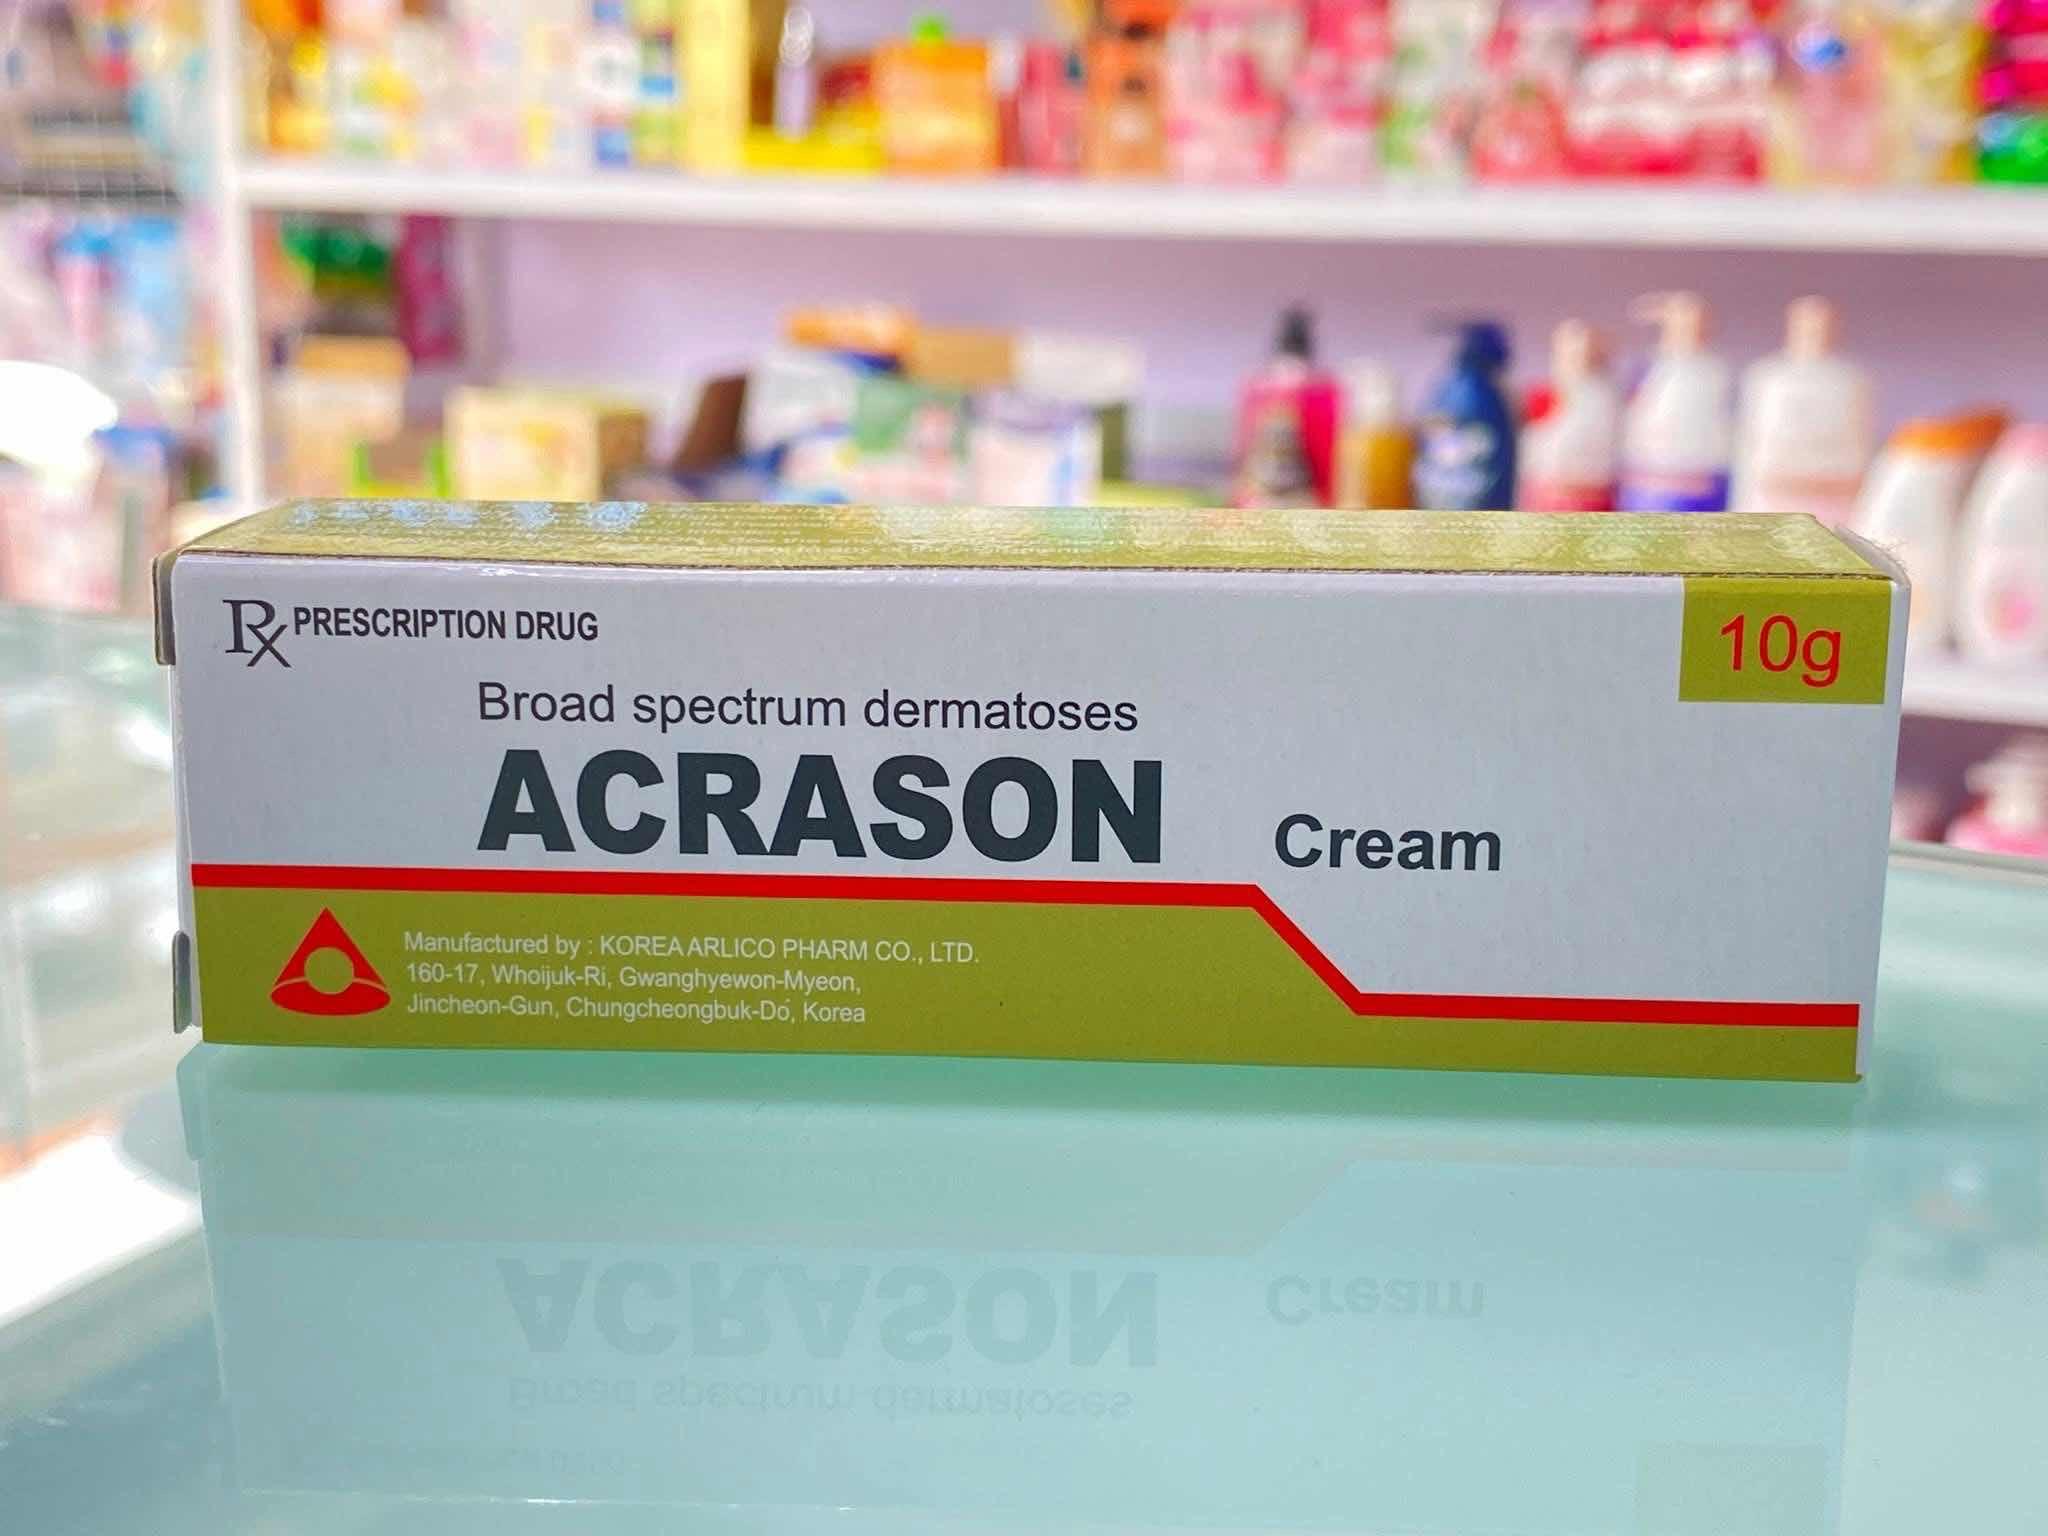 Rx PRESCRIPTION DRUG
10g
Broad spectrum dermatoses
ACRASON Cream
Manufactured by : KOREA ARLICO PHARM CO., LTD.
160-17, Whoijuk-Ri, Gwanghyewon-Myeon,
Jincheon-Gun, Chungcheongbuk-Do, Korea